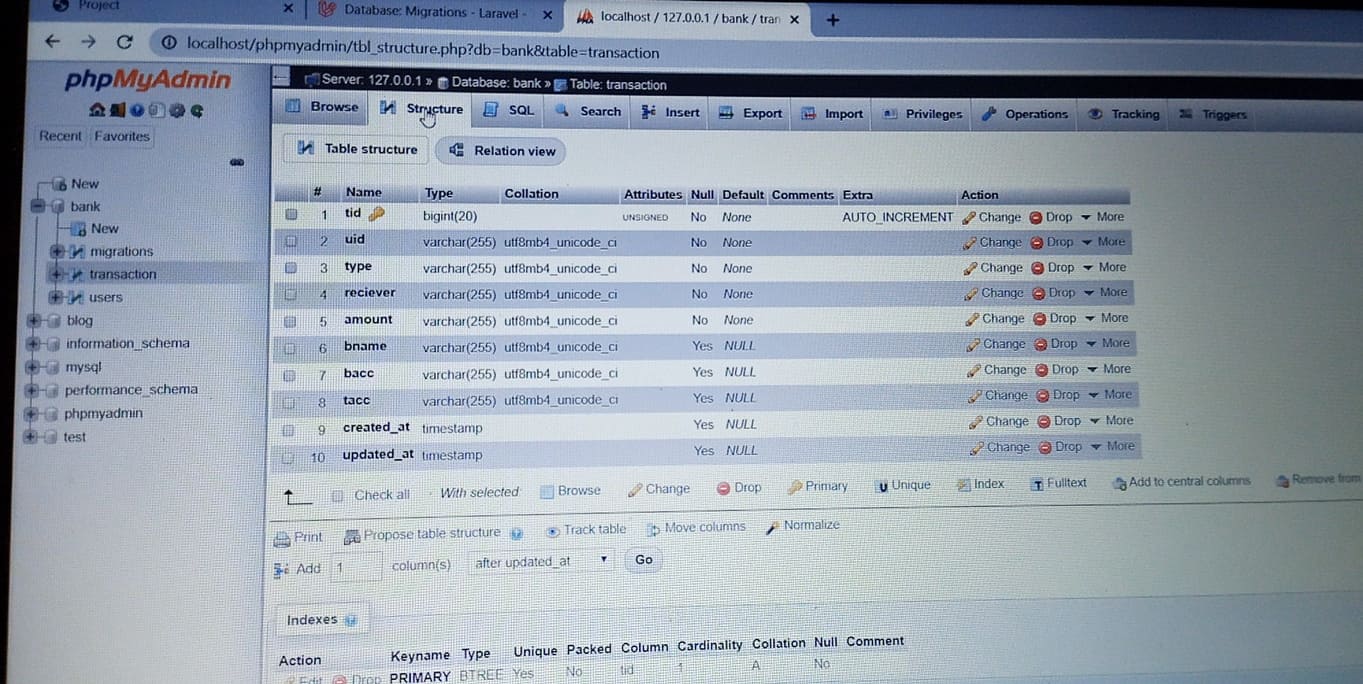 Project
Database: Migrations - Laravel -
localhost / 127.0.0.1 / bank / tran
localhost/phpmyadmin/tbl_structure.php?db=bank&table=transaction
phpMyAdmin
Server: 127.0.0.1 » Database: bank » Table: transaction
Browse Structure SQL Search Insert Export Import Privileges Operations Tracking Triggers
Recent Favorites
Table structure Relation view
New
bank
New
migrations
transaction
users
blog
information_schema
mysql
performance_schema
phpmyadmin
test
# Name Type Collation Attributes Null Default Comments Extra Action
1 tid bigint(20) UNSIGNED No None AUTO_INCREMENT Change Drop More
2 uid varchar(255) utf8mb4_unicode_ci No None Change Drop More
3 type varchar(255) utf8mb4_unicode_ci No None Change Drop More
4 reciever varchar(255) utf8mb4_unicode_ci No None Change Drop More
5 amount varchar(255) utf8mb4_unicode_ci No None Change Drop More
6 bname varchar(255) utf8mb4_unicode_ci Yes NULL Change Drop More
7 bacc varchar(255) utf8mb4_unicode_ci Yes NULL Change Drop More
8 tacc varchar(255) utf8mb4_unicode_ci Yes NULL Change Drop More
9 created_at timestamp Yes NULL Change Drop More
10 updated_at timestamp Yes NULL Change Drop More
Check all With selected Browse Change Drop Primary Unique Index Fulltext Add to central columns Remove from
Print Propose table structure Track table Move columns Normalize
Add 1 column(s) after updated_at Go
Indexes
Action Keyname Type Unique Packed Column Cardinality Collation Null Comment
Edit Drop PRIMARY BTREE Yes No tid 1 A No